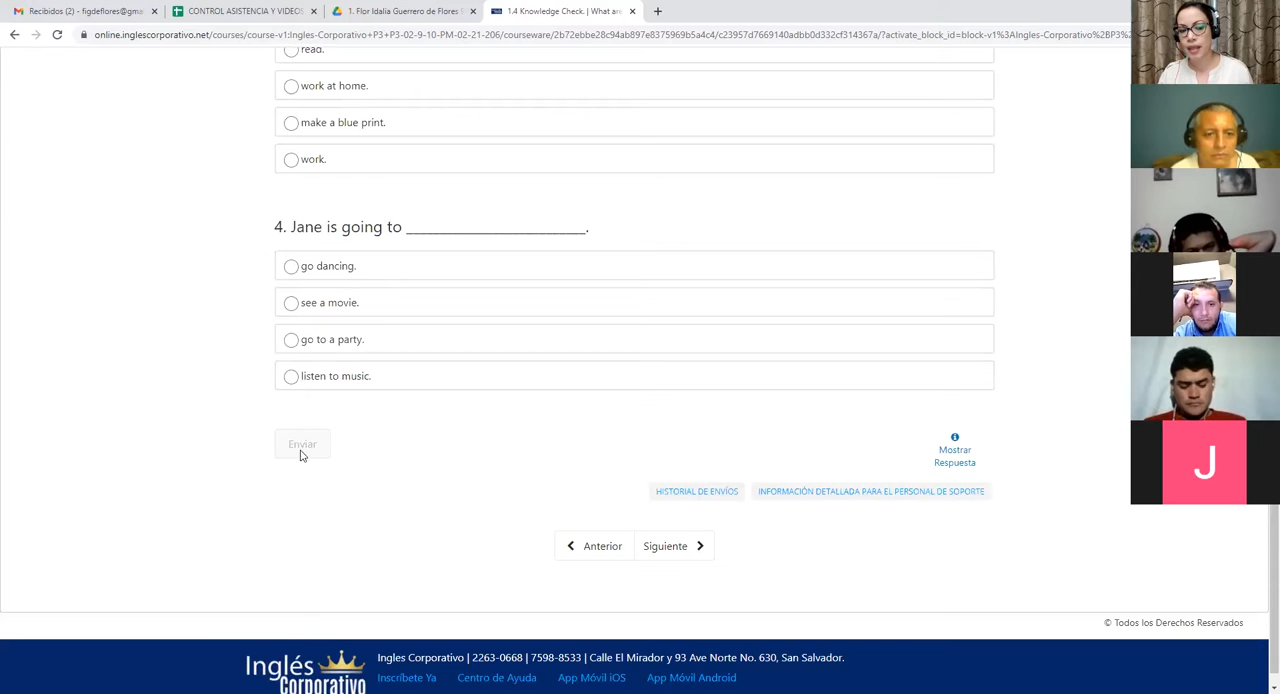 Recibidos (2) - figdeflores@gma
CONTROL ASISTENCIA Y VIDEOS
1. Flor Idalia Guerrero de Flores
1.4 Knowledge Check. | What are
online.inglescorporativo.net/courses/course-v1:Ingles-Corporativo+P3+P3-02-9-10-PM-02-21-206/courseware/2b72ebbe28c94ab897e8375969b5a4c4/c23957d7669140adbb0d332cf314367a/?activate_block_id=block-v1%3AIngles-Corporativo%2BP3%
read.
work at home.
make a blue print.
work.
4. Jane is going to ________________________.
go dancing.
see a movie.
go to a party.
listen to music.
Enviar
Mostrar
Respuesta
HISTORIAL DE ENVÍOS
INFORMACIÓN DETALLADA PARA EL PERSONAL DE SOPORTE
Anterior
Siguiente
J
© Todos los Derechos Reservados
Inglés
Corporativo
Ingles Corporativo | 2263-0668 | 7598-8533 | Calle El Mirador y 93 Ave Norte No. 630, San Salvador.
Inscríbete Ya
Centro de Ayuda
App Móvil iOS
App Móvil Android